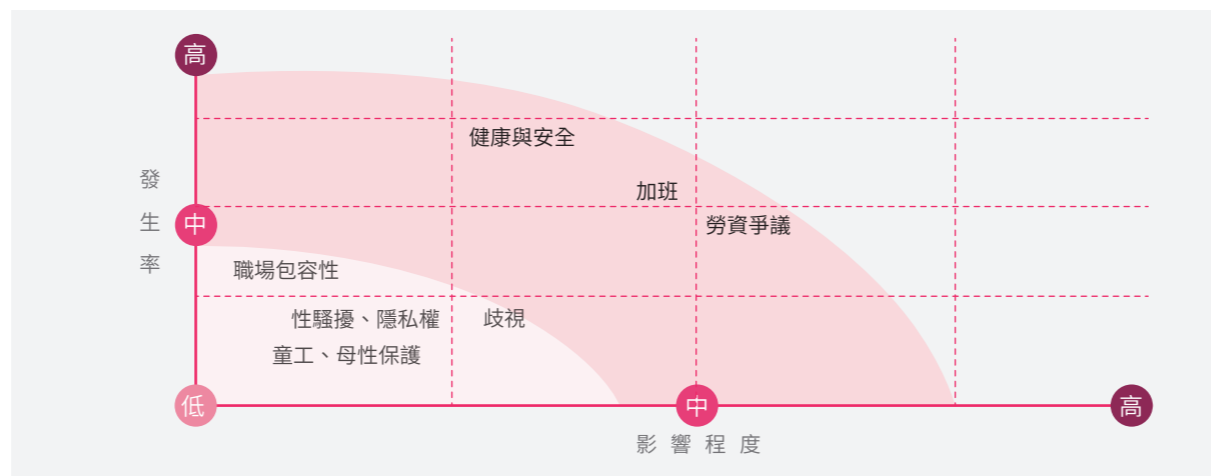 高
健康與安全
發生率
加班
中
勞資爭議
職場包容性
性騷擾、隱私權
歧視
童工、母性保護
低
中
高
影響程度